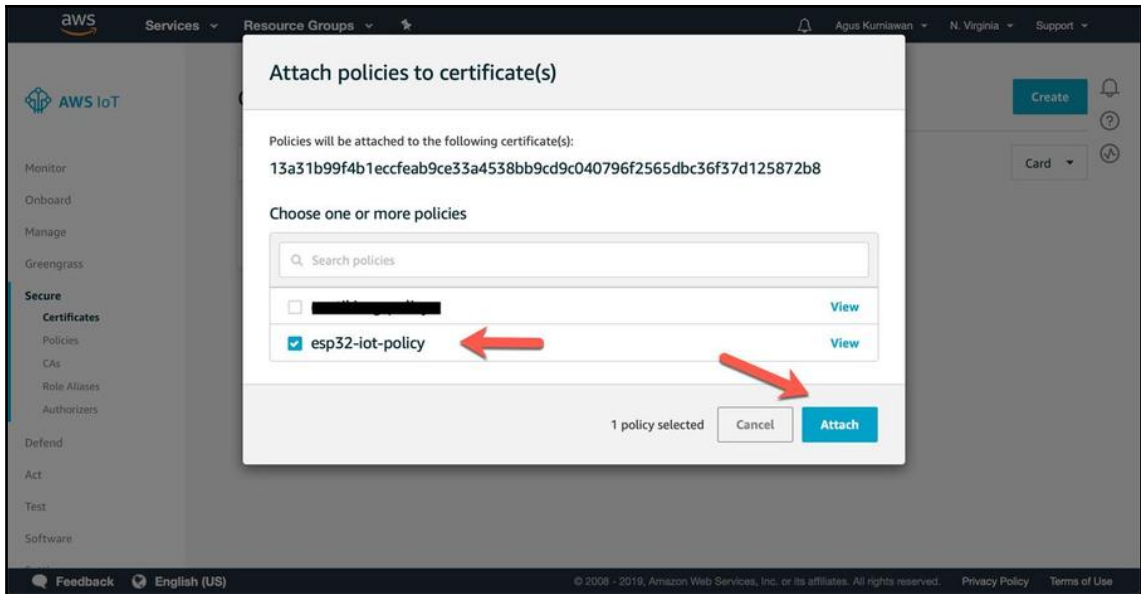 aws Services Resource Groups Agus Kurniawan N. Virginia Support
Attach policies to certificate(s)
AWS IoT
Create
Policies will be attached to the following certificate(s):
13a31b99f4b1eccfeab9ce33a4538bb9cd9c040796f2565dbc36f37d125872b8
Card
Monitor
Onboard
Manage
Greengrass
Secure
Certificates
Policies
CAs
Role Aliases
Authorizers
Defend
Act
Test
Software
Choose one or more policies
Search policies
View
esp32-iot-policy View
1 policy selected Cancel Attach
Feedback English (US) © 2008 - 2019, Amazon Web Services, Inc. or its affiliates. All rights reserved. Privacy Policy Terms of Use